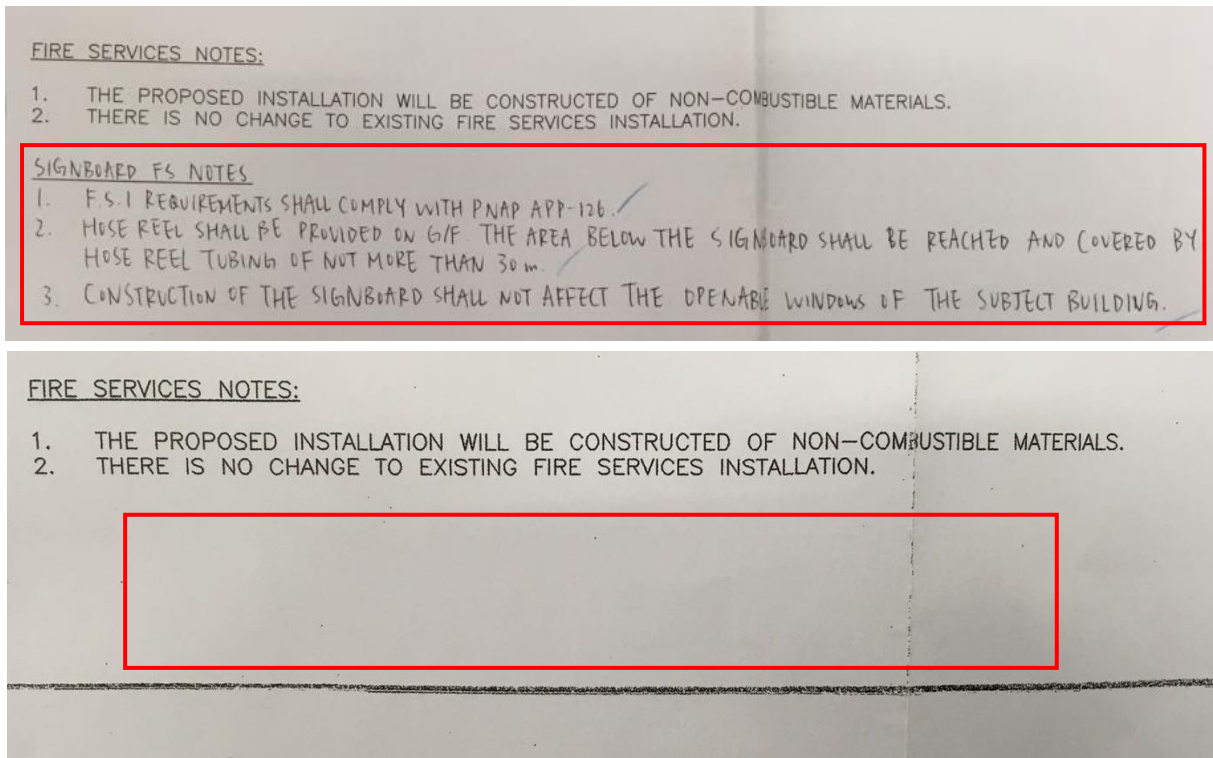 FIRE SERVICES NOTES:
1. THE PROPOSED INSTALLATION WILL BE CONSTRUCTED OF NON-COMBUSTIBLE MATERIALS.
2. THERE IS NO CHANGE TO EXISTING FIRE SERVICES INSTALLATION.
SIGNBOARD FS NOTES
1. F.S.I REQUIREMENTS SHALL COMPLY WITH PNAP APP-126.
2. HOSE REEL SHALL BE PROVIDED ON G/F. THE AREA BELOW THE SIGNBOARD SHALL BE REACHED AND COVERED BY
HOSE REEL TUBING OF NOT MORE THAN 30m.
3. CONSTRUCTION OF THE SIGNBOARD SHALL NOT AFFECT THE OPENABLE WINDOWS OF THE SUBJECT BUILDING.
FIRE SERVICES NOTES:
1. THE PROPOSED INSTALLATION WILL BE CONSTRUCTED OF NON-COMBUSTIBLE MATERIALS.
2. THERE IS NO CHANGE TO EXISTING FIRE SERVICES INSTALLATION.